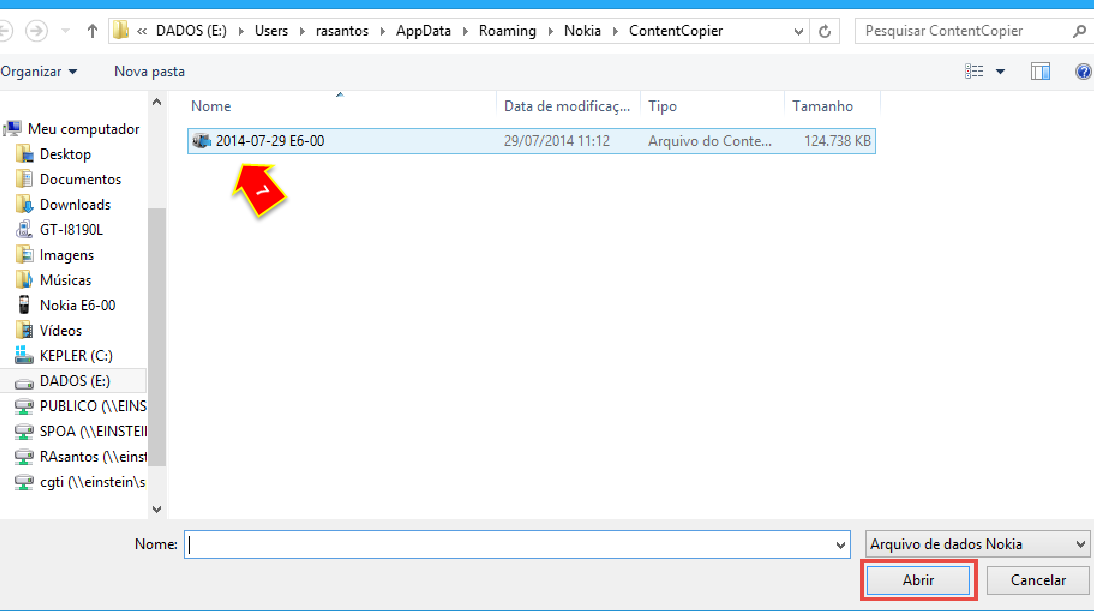 « DADOS (E:) Users rasantos AppData Roaming Nokia ContentCopier
Pesquisar ContentCopier
Organizar
Nova pasta
Nome
Data de modificaç...
Tipo
Tamanho
2014-07-29 E6-00
29/07/2014 11:12
Arquivo do Conte...
124.738 KB
7
Meu computador
Desktop
Documentos
Downloads
GT-I8190L
Imagens
Músicas
Nokia E6-00
Vídeos
KEPLER (C:)
DADOS (E:)
PUBLICO (\\EINS
SPOA (\\EINSTEI
RAsantos (\\einst
cgti (\\einstein\s
Nome:
Arquivo de dados Nokia
Abrir
Cancelar